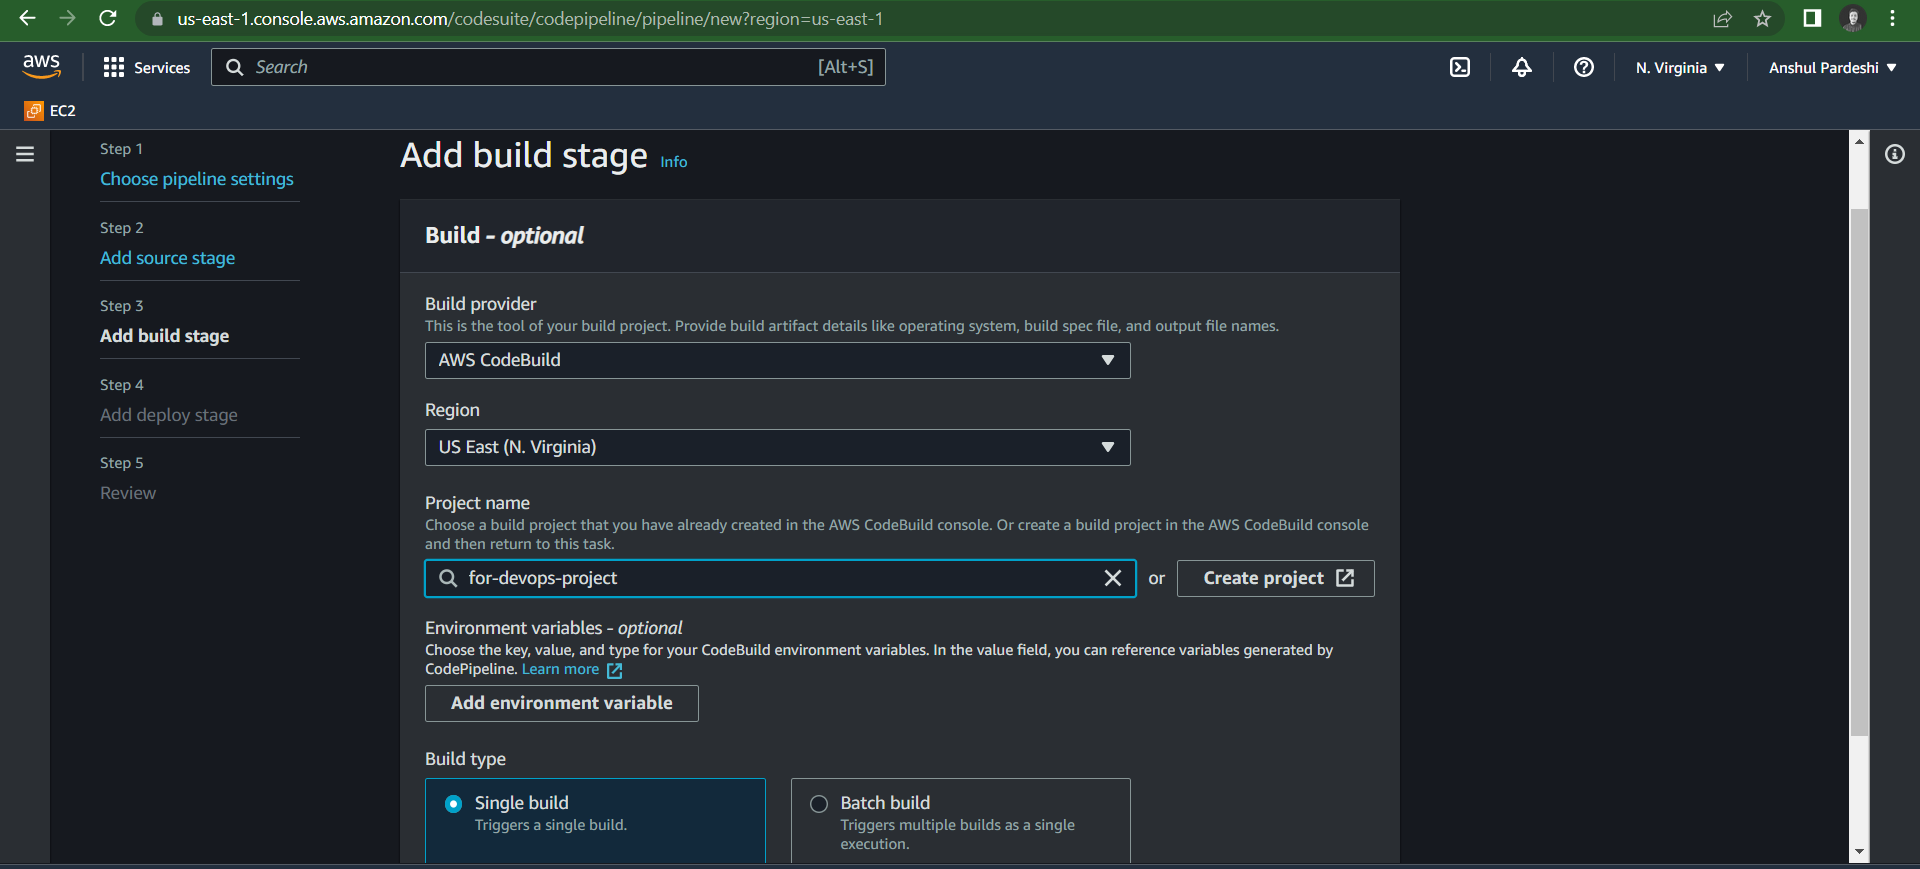 us-east-1.console.aws.amazon.com/codesuite/codepipeline/pipeline/new?region=us-east-1
aws
Services
Search
[Alt+S]
N. Virginia
Anshul Pardeshi
EC2
Step 1
Choose pipeline settings
Step 2
Add source stage
Step 3
Add build stage
Step 4
Add deploy stage
Step 5
Review
Add build stage Info
Build - optional
Build provider
This is the tool of your build project. Provide build artifact details like operating system, build spec file, and output file names.
AWS CodeBuild
Region
US East (N. Virginia)
Project name
Choose a build project that you have already created in the AWS CodeBuild console. Or create a build project in the AWS CodeBuild console
and then return to this task.
for-devops-project
or
Create project
Environment variables - optional
Choose the key, value, and type for your CodeBuild environment variables. In the value field, you can reference variables generated by
CodePipeline. Learn more
Add environment variable
Build type
Single build
Triggers a single build.
Batch build
Triggers multiple builds as a single
execution.